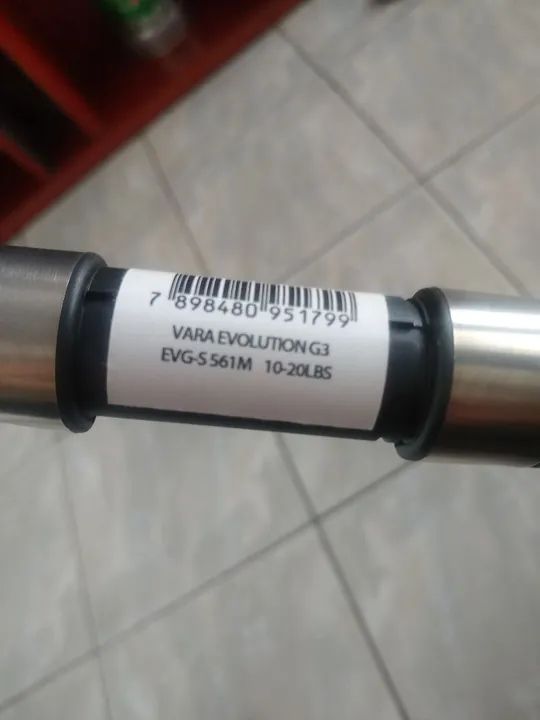 7 898480 951799
VARA EVOLUTION G3
EVG-S 561M 10-20LBS